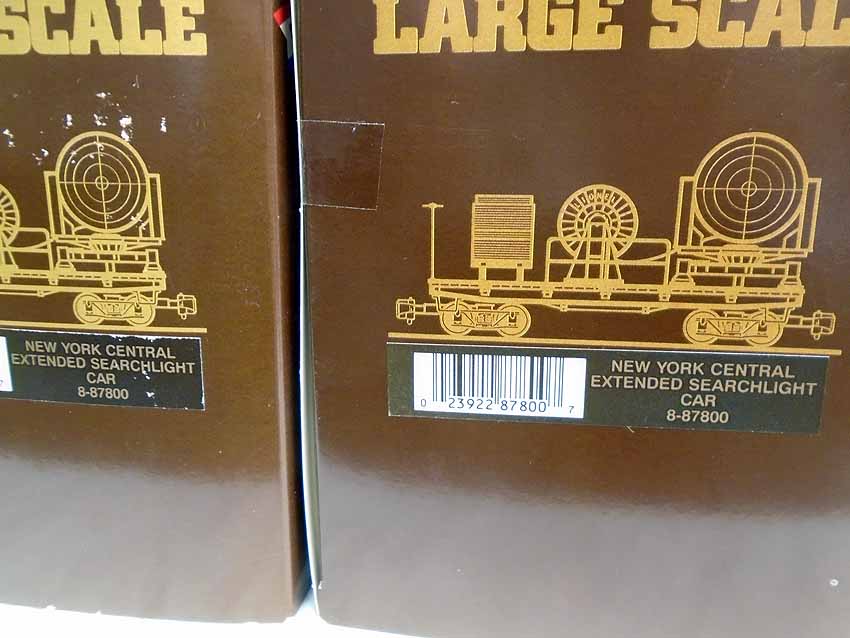 SCALE
NEW YORK CENTRAL
EXTENDED SEARCHLIGHT
CAR
8-87800
LARGE SCAL
LIONEL
0 23922 87800 7
NEW YORK CENTRAL
EXTENDED SEARCHLIGHT
CAR
8-87800